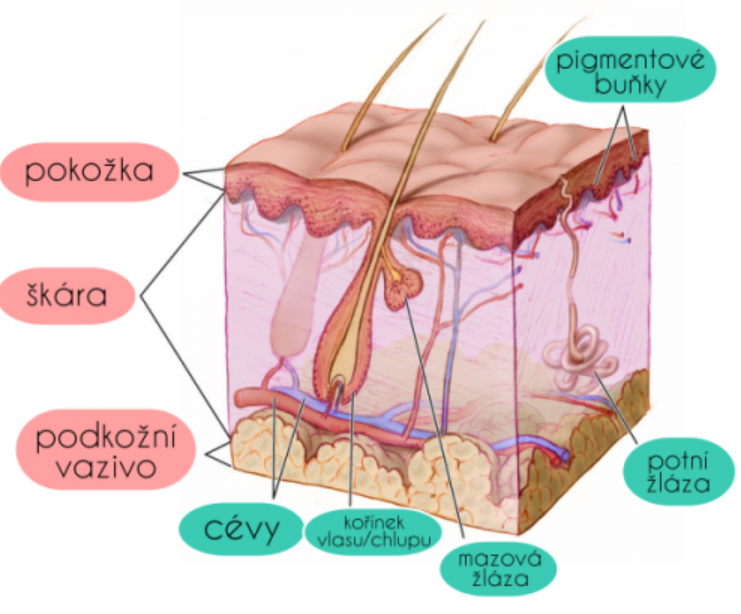 pigmentové
buňky
pokožka
škára
podkožní
vazivo
potní
žláza
cévy
kořínek
vlasu/chlupu
mazová
žláza